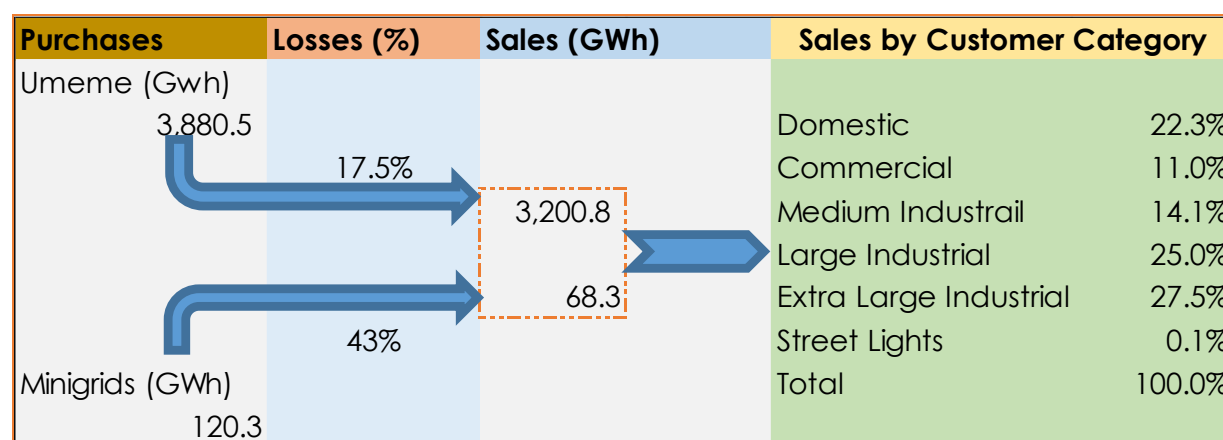 Purchases Losses (%) Sales (GWh) Sales by Customer Category
Umeme (Gwh)
3,880.5 Domestic 22.3%
17.5% Commercial 11.0%
3,200.8 Medium Industrail 14.1%
Large Industrial 25.0%
68.3 Extra Large Industrial 27.5%
43% Street Lights 0.1%
Minigrids (GWh) Total 100.0%
120.3